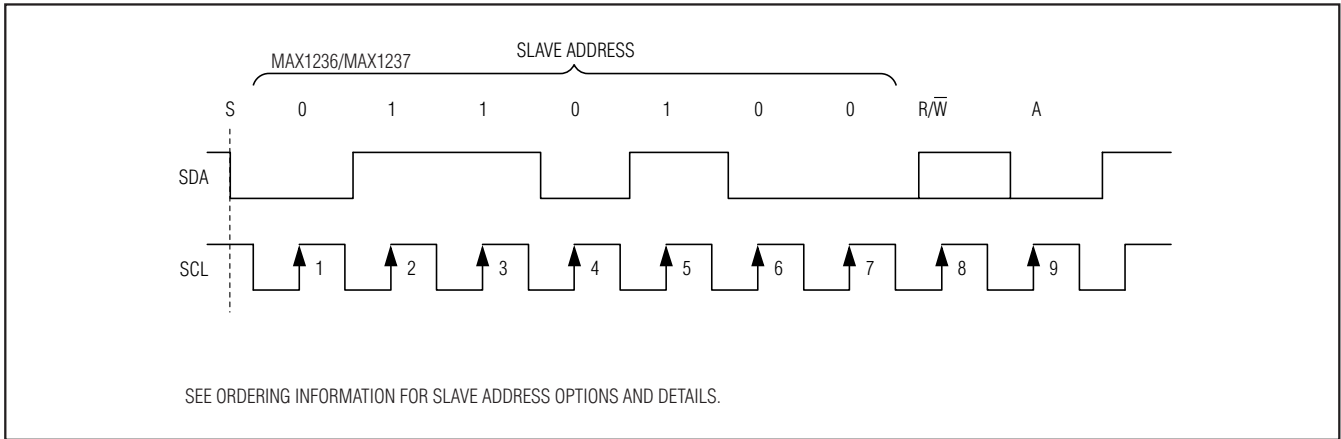 SLAVE ADDRESS
MAX1236/MAX1237
S 0 1 1 0 1 0 0 R/W̅ A
SDA
SCL 1 2 3 4 5 6 7 8 9
SEE ORDERING INFORMATION FOR SLAVE ADDRESS OPTIONS AND DETAILS.